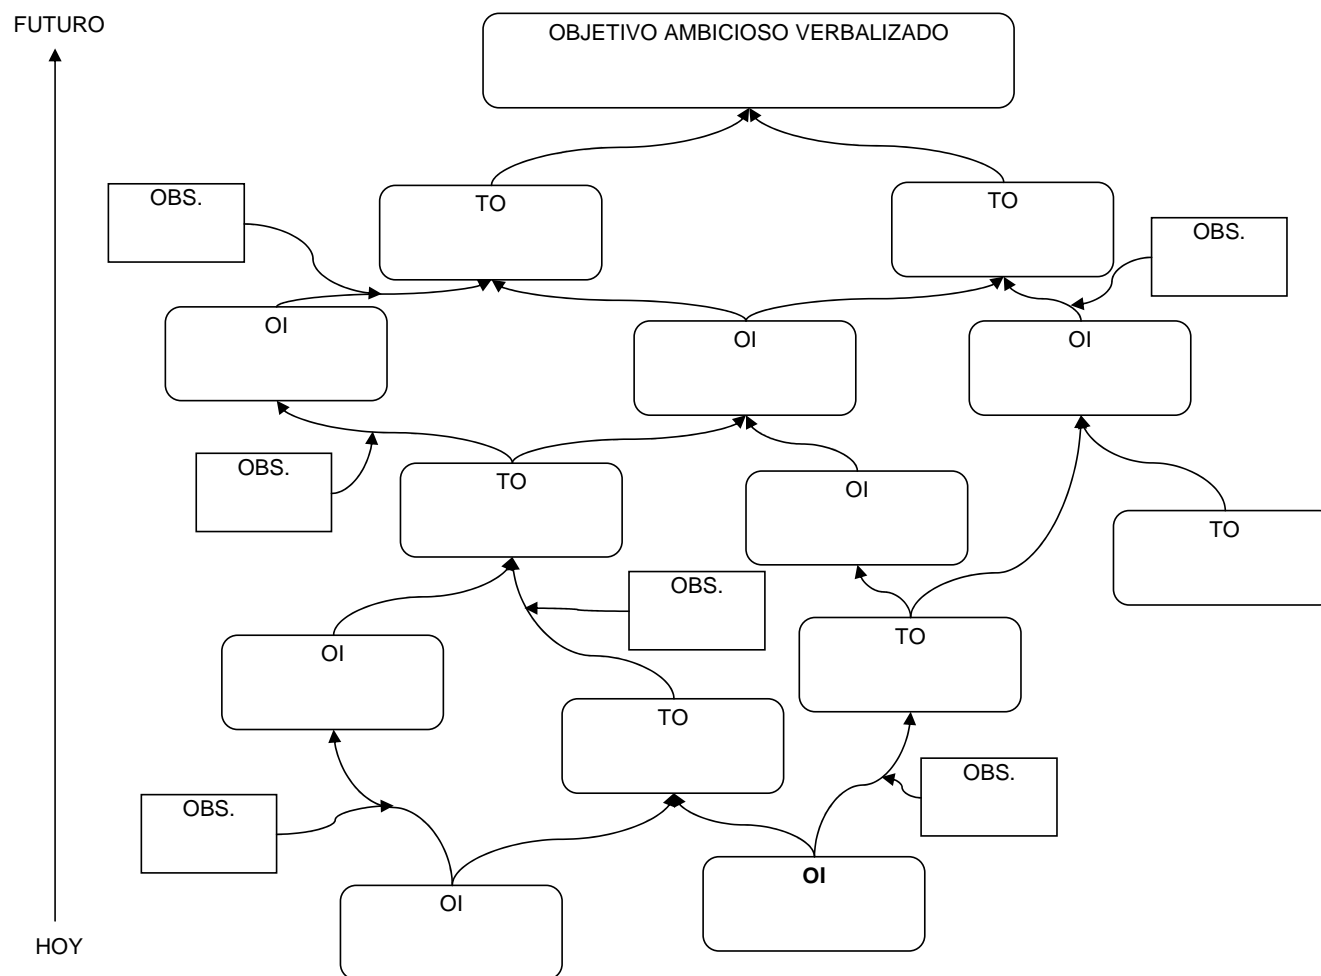 FUTURO
OBJETIVO AMBICIOSO VERBALIZADO
OBS.
TO
TO
OBS.
OI
OI
OI
OBS.
TO
OI
TO
OBS.
TO
OI
TO
OBS.
OBS.
OI
OI
HOY